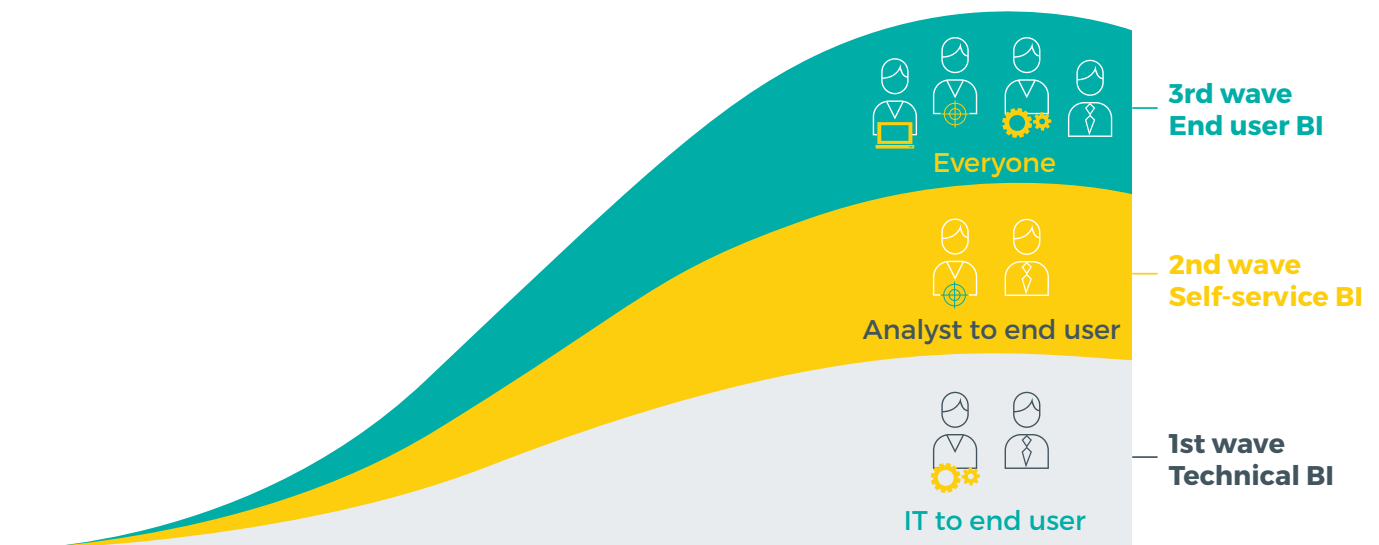 3rd wave
End user BI
Everyone
2nd wave
Self-service BI
Analyst to end user
1st wave
Technical BI
IT to end user